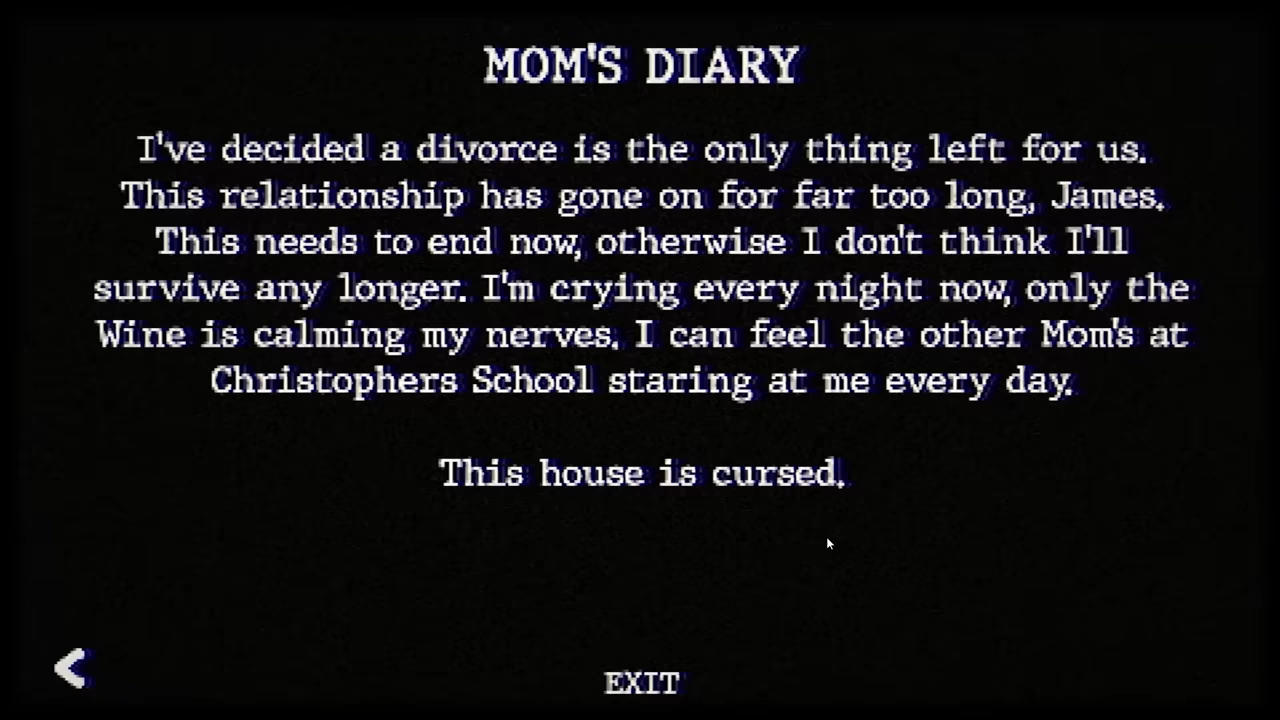 MOM'S DIARY
I've decided a divorce is the only thing left for us.
This relationship has gone on for far too long, James.
This needs to end now, otherwise I don't think I'll
survive any longer. I'm crying every night now, only the
Wine is calming my nerves. I can feel the other Mom's at
Christophers School staring at me every day.
This house is cursed.
<
EXIT